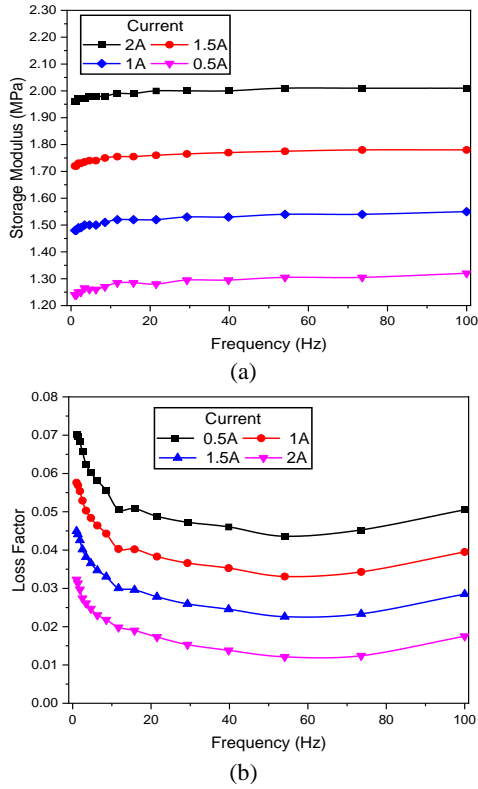 2.30
2.20
2.10
2.00
1.90
1.80
1.70
1.60
1.50
1.40
1.30
1.20
Storage Modulus (MPa)
Current
2A 1.5A
1A 0.5A
0 20 40 60 80 100
Frequency (Hz)
(a)
0.08
0.07
0.06
0.05
0.04
0.03
0.02
0.01
0.00
Loss Factor
Current
0.5A 1A
1.5A 2A
0 20 40 60 80 100
Frequency (Hz)
(b)